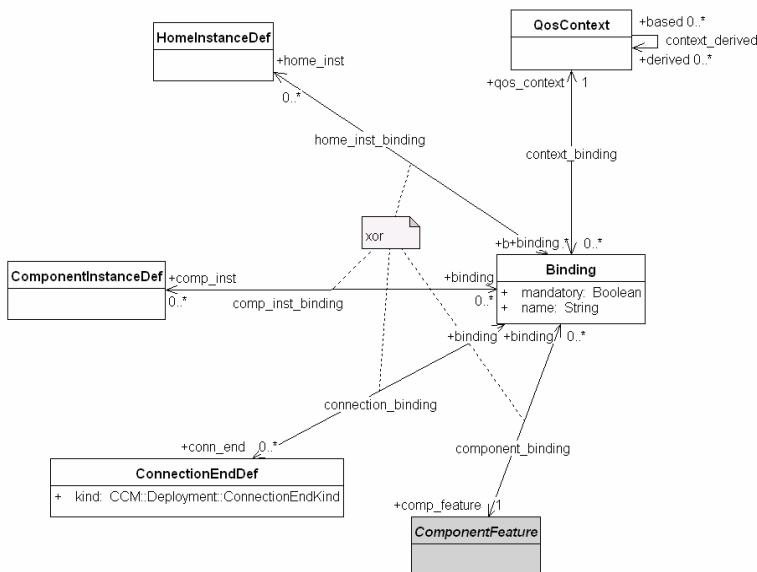 QosContext
+based 0..*
context_derived
+derived 0..*
HomeInstanceDef
+home_inst
0..*
+qos_context 1
home_inst_binding
context_binding
xor
+b+binding .* 0..*
ComponentInstanceDef
+comp_inst
0..*
comp_inst_binding
+binding
0..*
Binding
+ mandatory: Boolean
+ name: String
+binding +binding 0..*
connection_binding
+conn_end 0..*
component_binding
ConnectionEndDef
+ kind: CCM::Deployment::ConnectionEndKind
+comp_feature 1
ComponentFeature